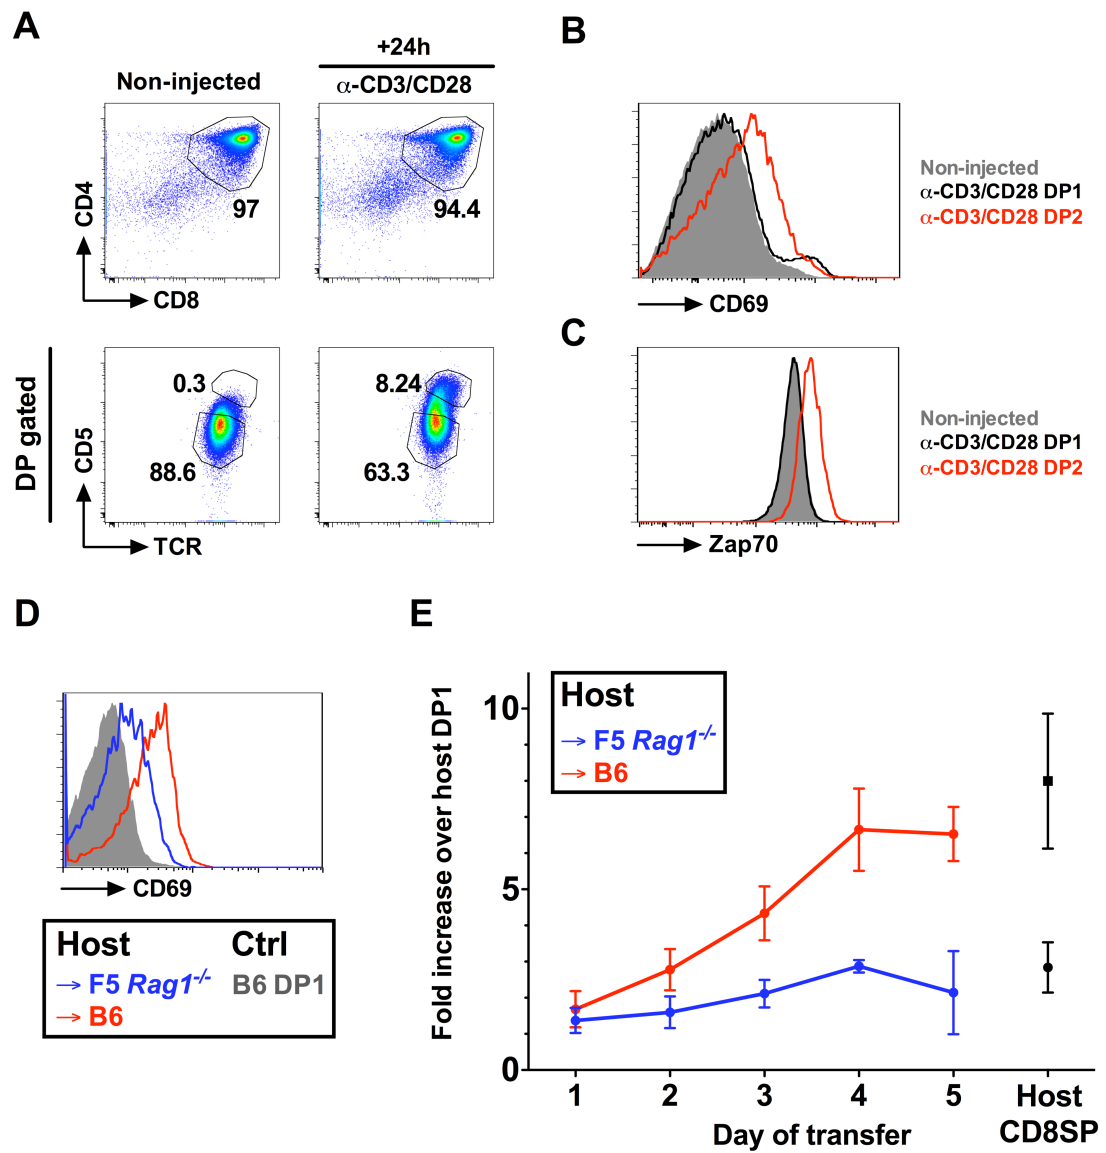 A
+24h
Non-injected
α-CD3/CD28
CD4
97
94.4
CD8
DP gated
CD5
0.3
8.24
88.6
63.3
TCR
B
Non-injected
α-CD3/CD28 DP1
α-CD3/CD28 DP2
CD69
C
Non-injected
α-CD3/CD28 DP1
α-CD3/CD28 DP2
Zap70
D
CD69
Host Ctrl
→ F5 Rag1-/- B6 DP1
→ B6
E
Fold increase over host DP1
Host
→ F5 Rag1-/-
→ B6
10
5
0
1 2 3 4 5 Host
CD8SP
Day of transfer